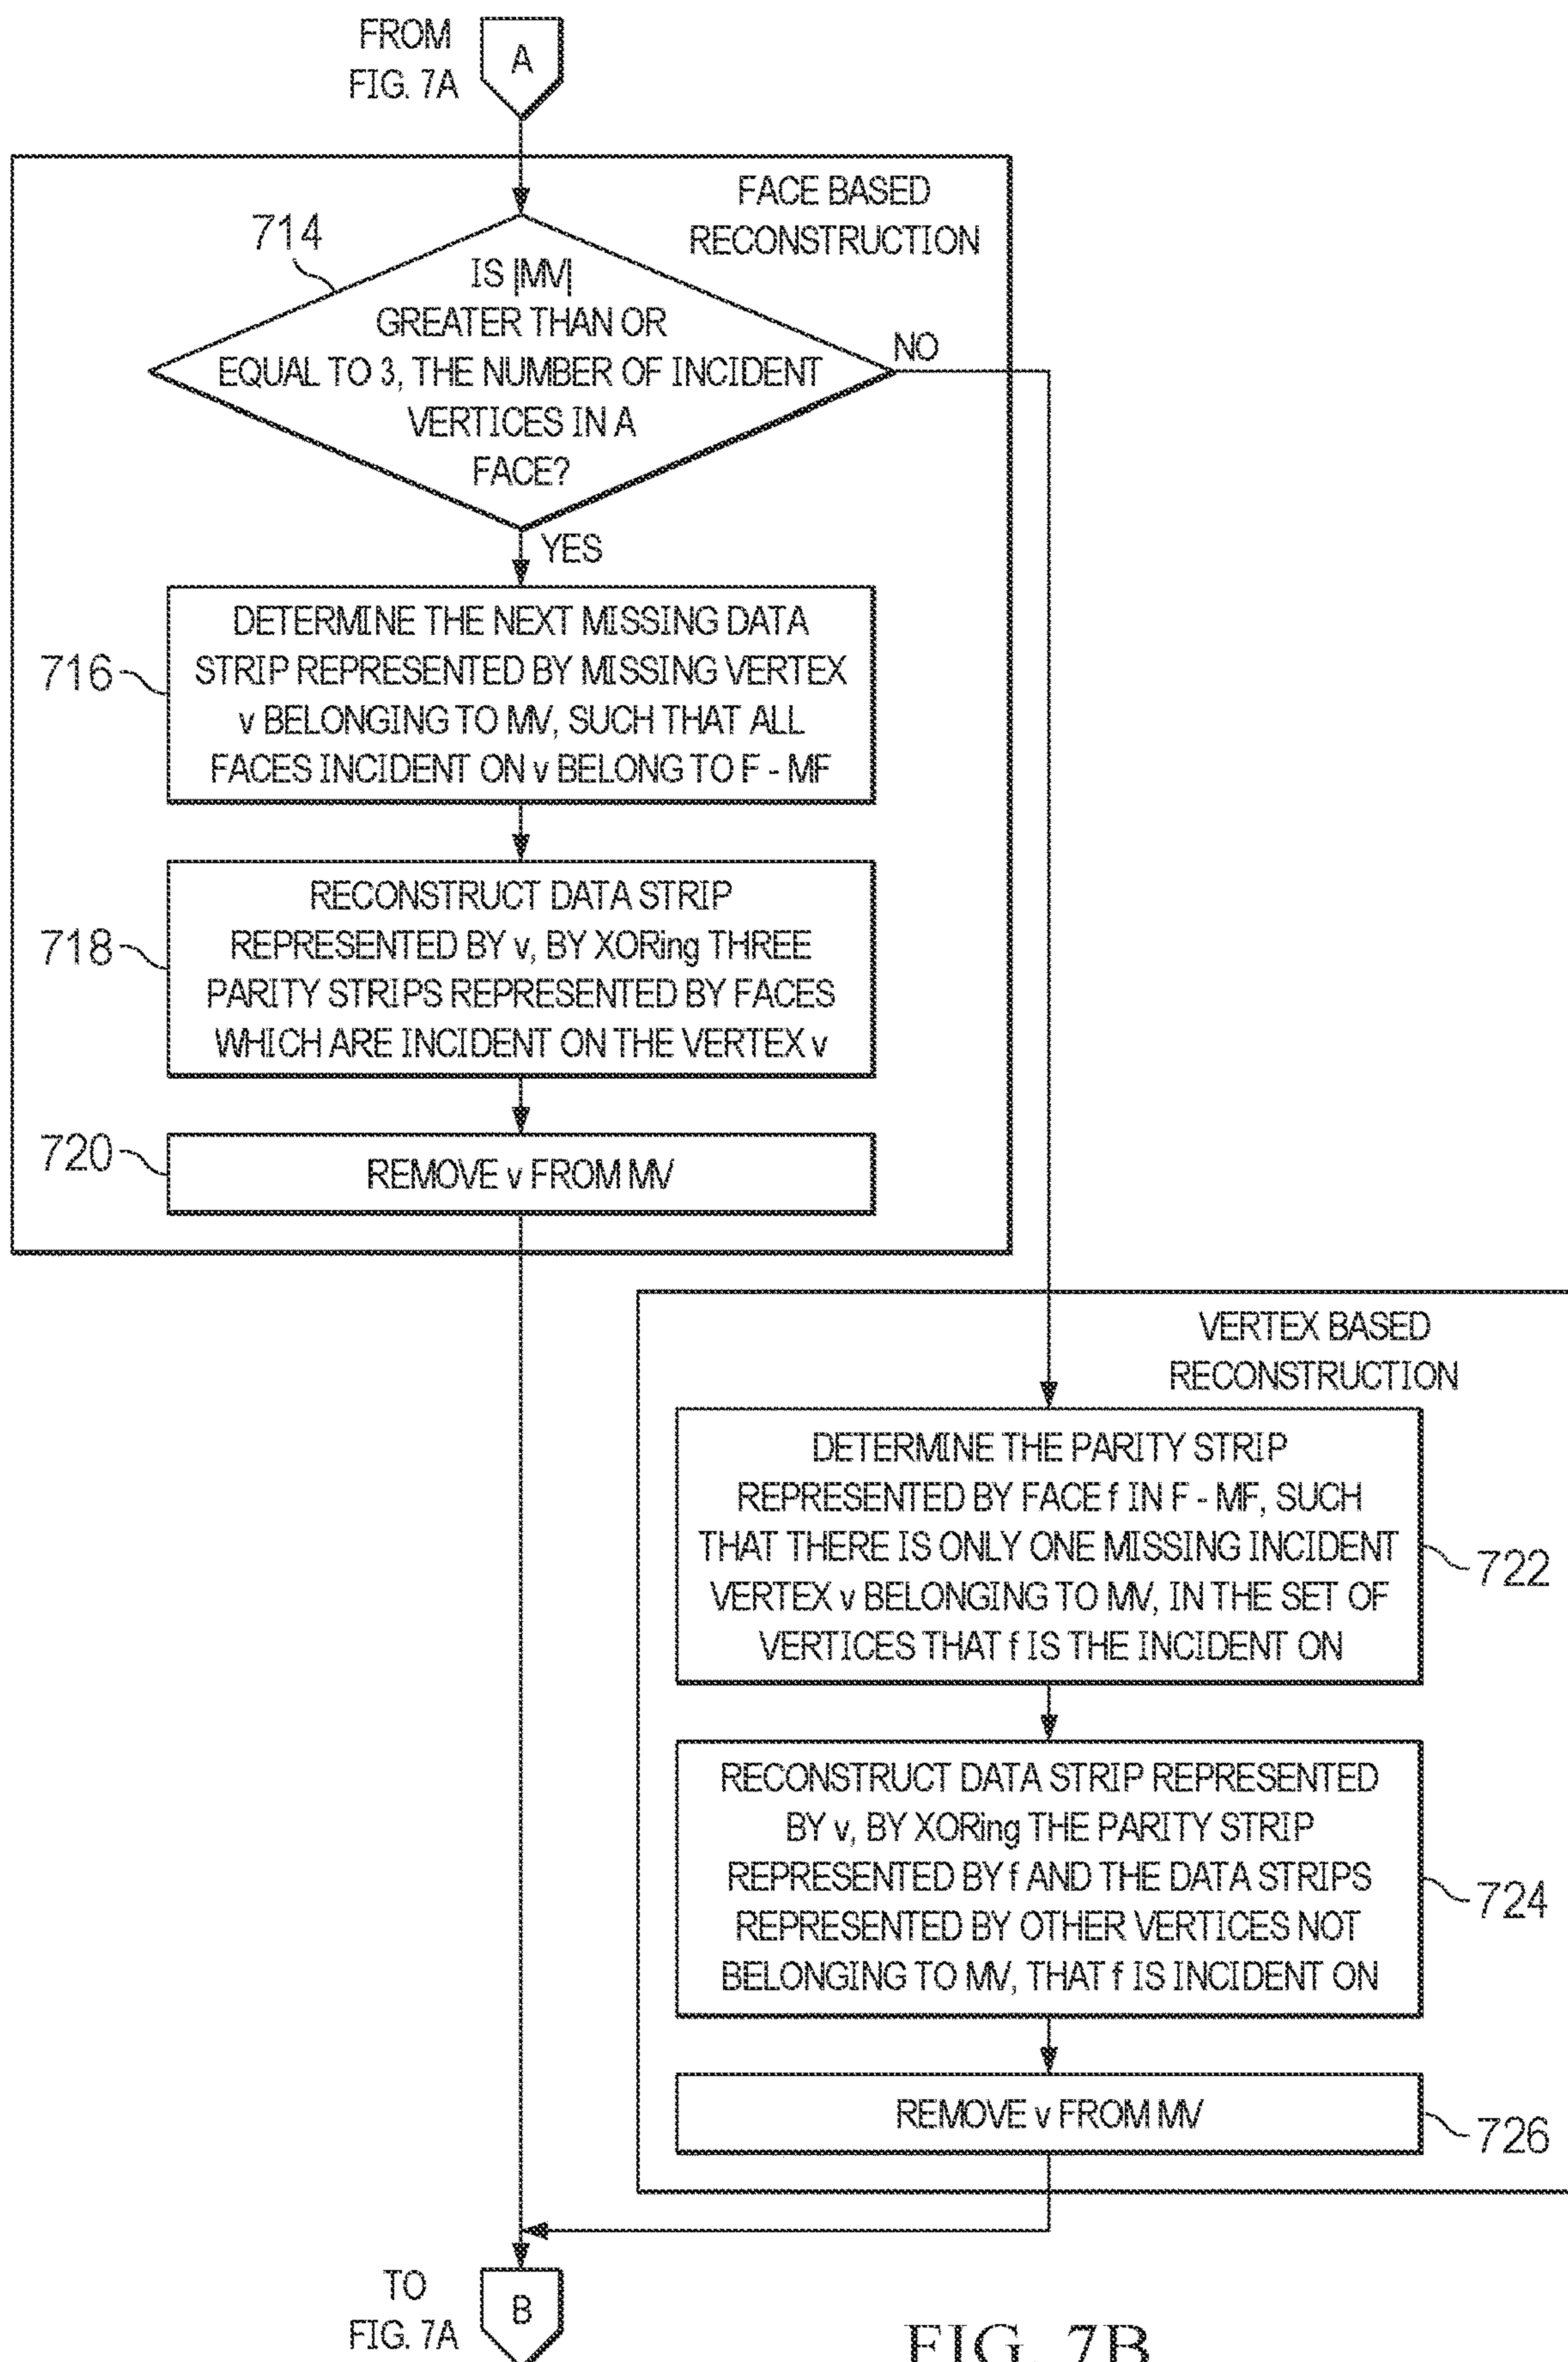 FROM
FIG. 7A
A
FACE BASED
RECONSTRUCTION
714
IS |MV|
GREATER THAN OR
EQUAL TO 3, THE NUMBER OF INCIDENT
VERTICES IN A
FACE?
NO
YES
716
DETERMINE THE NEXT MISSING DATA
STRIP REPRESENTED BY MISSING VERTEX
v BELONGING TO MV, SUCH THAT ALL
FACES INCIDENT ON v BELONG TO F - MF
718
RECONSTRUCT DATA STRIP
REPRESENTED BY v, BY XORing THREE
PARITY STRIPS REPRESENTED BY FACES
WHICH ARE INCIDENT ON THE VERTEX v
720
REMOVE v FROM MV
VERTEX BASED
RECONSTRUCTION
DETERMINE THE PARITY STRIP
REPRESENTED BY FACE f IN F - MF, SUCH
THAT THERE IS ONLY ONE MISSING INCIDENT
VERTEX v BELONGING TO MV, IN THE SET OF
VERTICES THAT f IS THE INCIDENT ON
722
RECONSTRUCT DATA STRIP REPRESENTED
BY v, BY XORing THE PARITY STRIP
REPRESENTED BY f AND THE DATA STRIPS
REPRESENTED BY OTHER VERTICES NOT
BELONGING TO MV, THAT f IS INCIDENT ON
724
REMOVE v FROM MV
726
TO
FIG. 7A
B
FIG. 7B